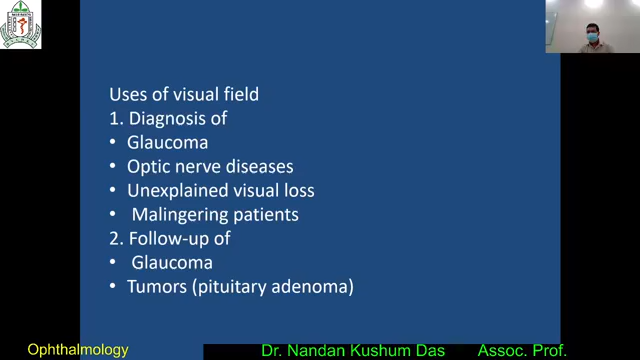 Uses of visual field
1. Diagnosis of
• Glaucoma
• Optic nerve diseases
• Unexplained visual loss
• Malingering patients
2. Follow-up of
• Glaucoma
• Tumors (pituitary adenoma)
Ophthalmology Dr. Nandan Kushum Das Assoc. Prof.